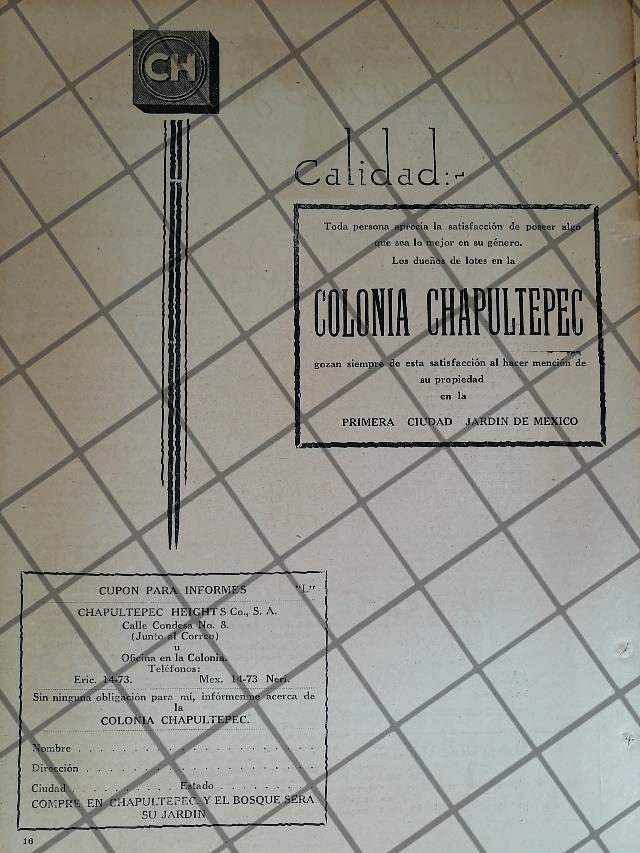 CH
Calidad:-
Toda persona aprecia la satisfacción de poseer algo
que sea lo mejor en su género.
Los dueños de lotes en la
COLONIA CHAPULTEPEC
gozan siempre de esta satisfacción al hacer mención de
su propiedad
en la
PRIMERA CIUDAD JARDIN DE MEXICO
CUPON PARA INFORMES "L"
CHAPULTEPEC HEIGHTS Co., S. A.
Calle Condesa No. 8.
(Junto al Correo)
u
Oficina en la Colonia.
Teléfonos:
Eric. 14-73. Mex. 14-73 Neri.
Sin ninguna obligación para mí, infórmenme acerca de
la
COLONIA CHAPULTEPEC.
Nombre
Dirección
Ciudad Estado
COMPRE EN CHAPULTEPEC. Y EL BOSQUE SERA
SU JARDIN
16